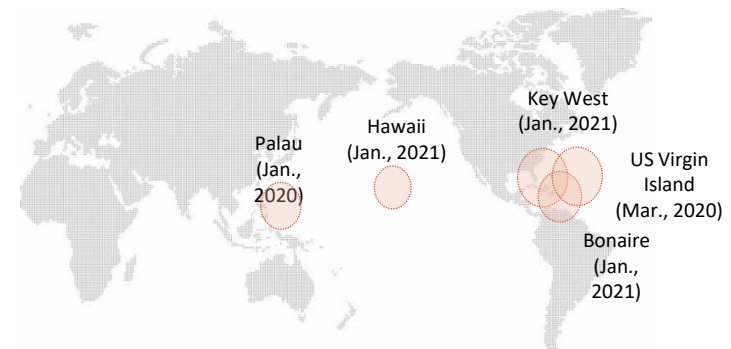 Key West
(Jan., 2021)
Hawaii
(Jan., 2021)
Palau
(Jan.,
2020)
US Virgin
Island
(Mar., 2020)
Bonaire
(Jan.,
2021)